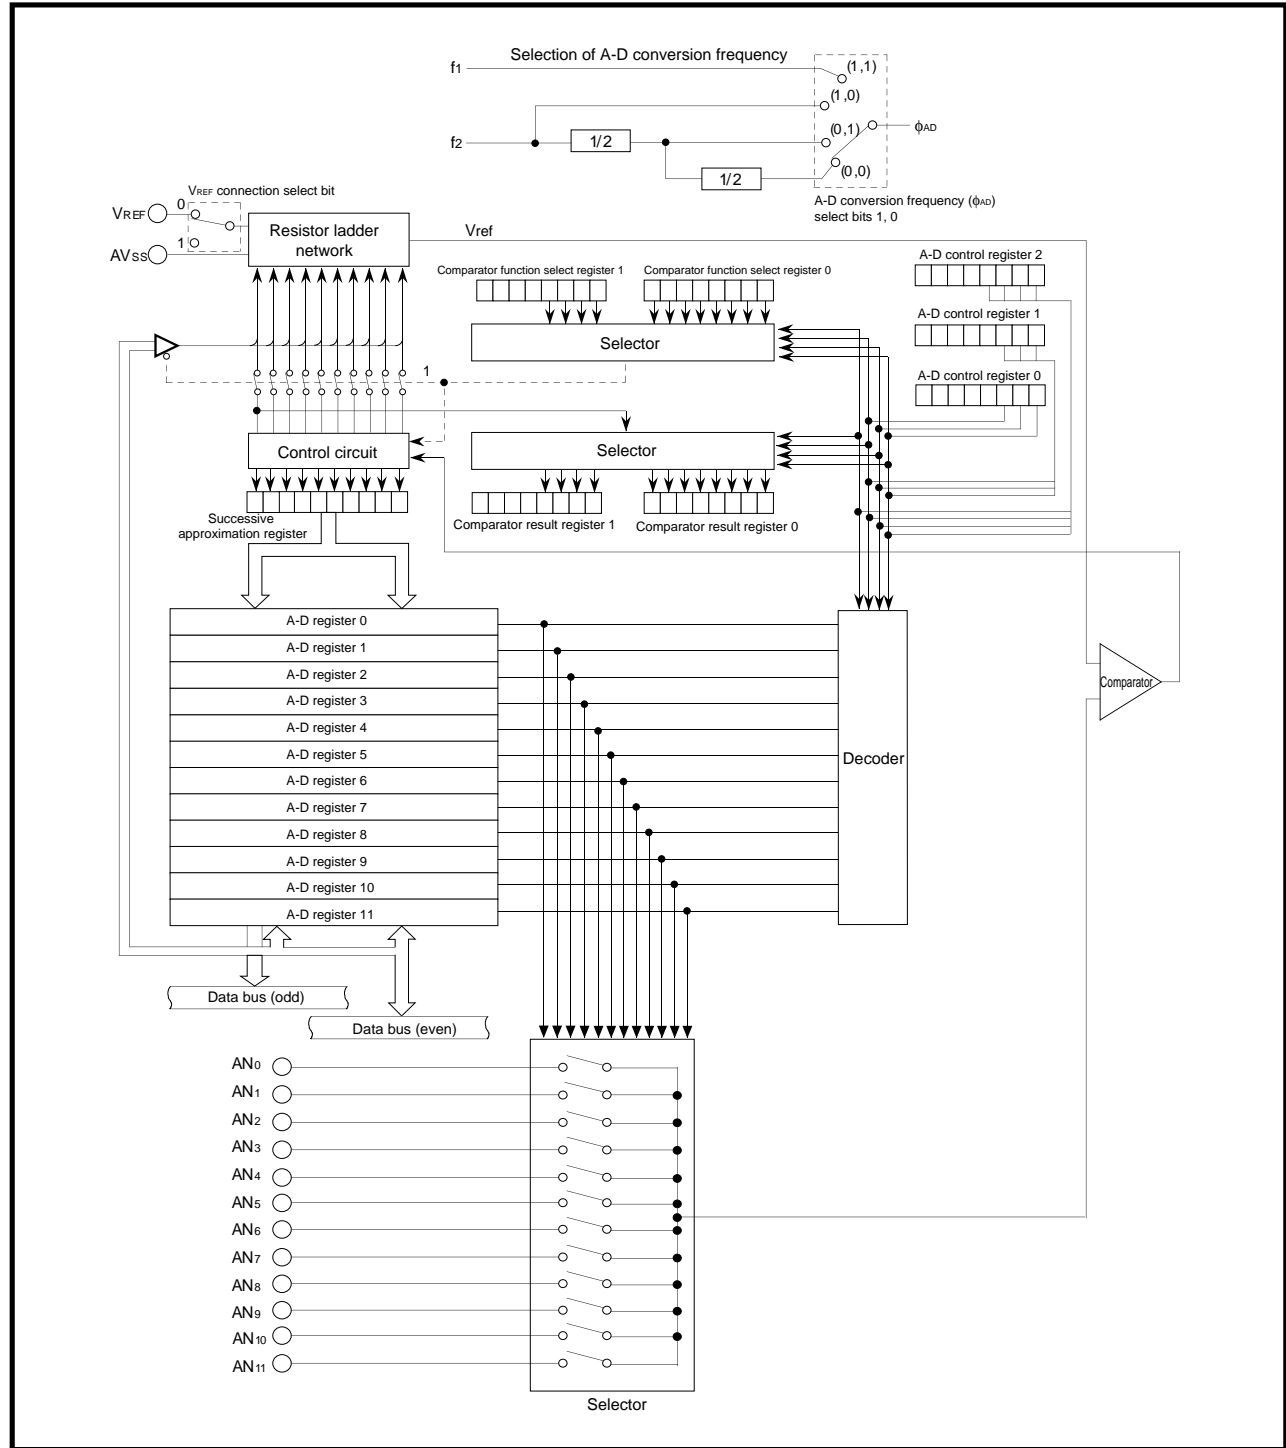 Selection of A-D conversion frequency
f1
(1,1)
(1,0)
f2
1/2
(0,1)
ϕAD
1/2
(0,0)
A-D conversion frequency (ϕAD)
select bits 1, 0
VREF connection select bit
VREF
0
1
AVSS
Resistor ladder
network
Vref
Comparator function select register 1
Comparator function select register 0
A-D control register 2
A-D control register 1
A-D control register 0
Selector
1
Control circuit
Selector
Successive
approximation register
Comparator result register 1
Comparator result register 0
A-D register 0
A-D register 1
A-D register 2
A-D register 3
A-D register 4
A-D register 5
A-D register 6
A-D register 7
A-D register 8
A-D register 9
A-D register 10
A-D register 11
Decoder
Comparator
Data bus (odd)
Data bus (even)
AN0
AN1
AN2
AN3
AN4
AN5
AN6
AN7
AN8
AN9
AN10
AN11
Selector